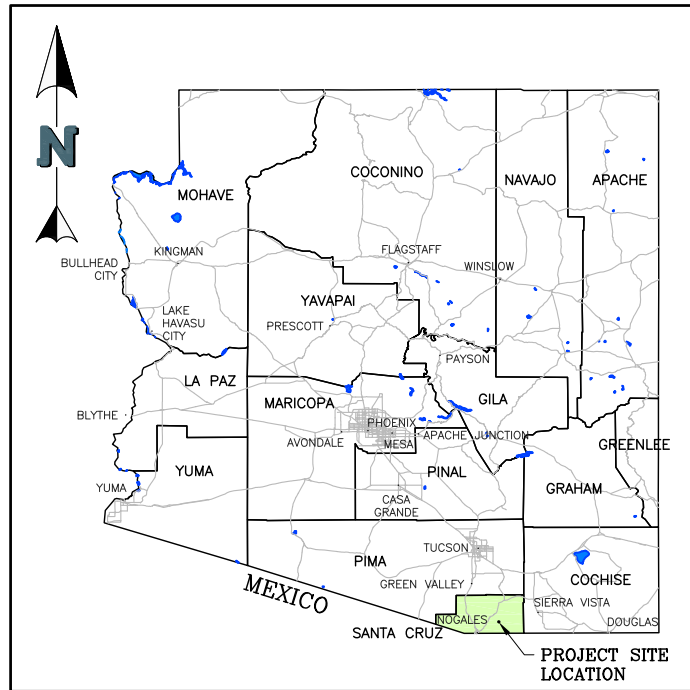 N
COCONINO
NAVAJO
APACHE
MOHAVE
FLAGSTAFF
KINGMAN
BULLHEAD
CITY
WINSLOW
YAVAPAI
LAKE
HAVASU
CITY
PRESCOTT
PAYSON
LA PAZ
GILA
MARICOPA
BLYTHE
PHOENIX
AVONDALE
MESA
APACHE JUNCTION
GREENLEE
YUMA
PINAL
YUMA
GRAHAM
CASA
GRANDE
TUCSON
PIMA
GREEN VALLEY
COCHISE
MEXICO
SIERRA VISTA
NOGALES
DOUGLAS
SANTA CRUZ
PROJECT SITE
LOCATION